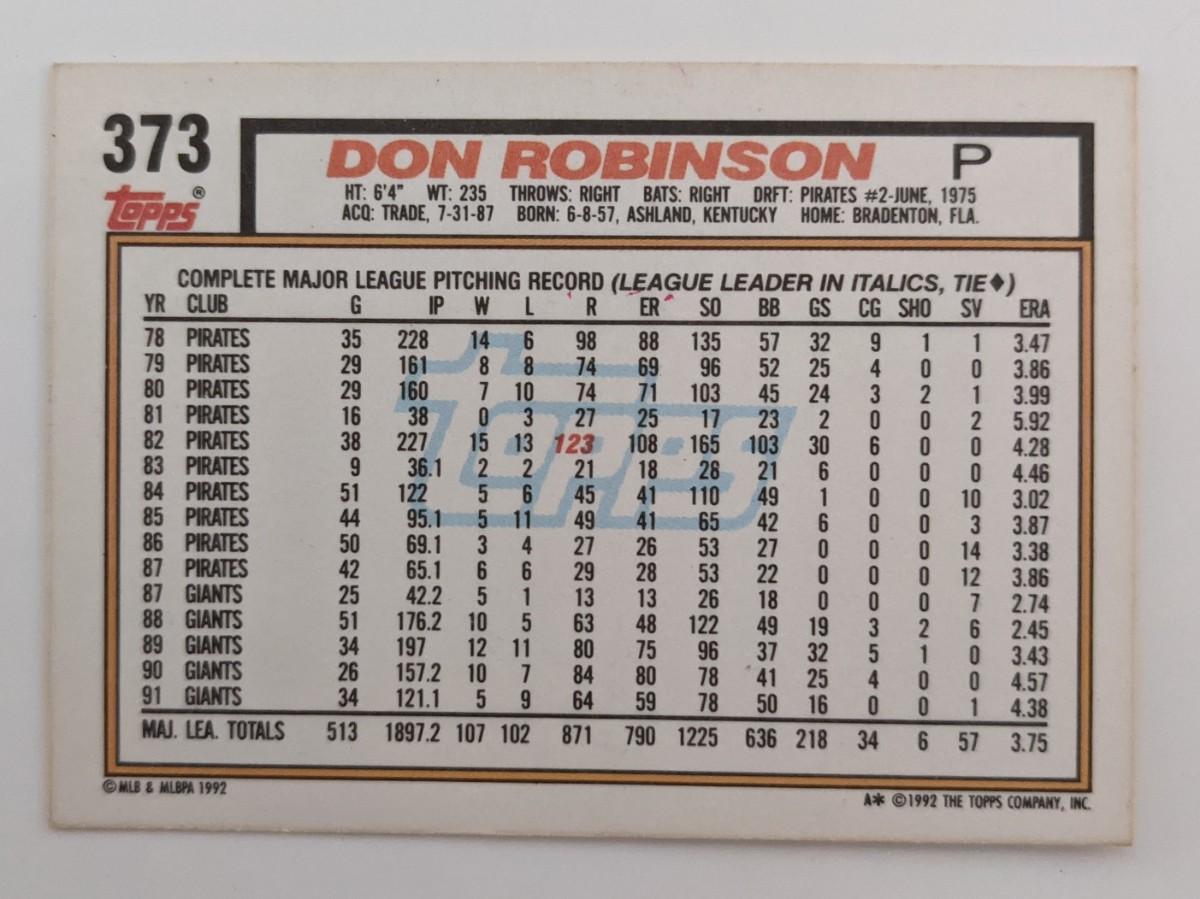 373
DON ROBINSON P
Topps®
HT: 6'4" WT: 235 THROWS: RIGHT BATS: RIGHT DRFT: PIRATES #2-JUNE, 1975
ACQ: TRADE, 7-31-87 BORN: 6-8-57, ASHLAND, KENTUCKY HOME: BRADENTON, FLA.
COMPLETE MAJOR LEAGUE PITCHING RECORD (LEAGUE LEADER IN ITALICS, TIE♦)
YR CLUB G IP W L R ER SO BB GS CG SHO SV ERA
78 PIRATES 35 228 14 6 98 88 135 57 32 9 1 1 3.47
79 PIRATES 29 161 8 8 74 69 96 52 25 4 0 0 3.86
80 PIRATES 29 160 7 10 74 71 103 45 24 3 2 1 3.99
81 PIRATES 16 38 0 3 27 25 17 23 2 0 0 2 5.92
82 PIRATES 38 227 15 13 123 108 165 103 30 6 0 0 4.28
83 PIRATES 9 36.1 2 2 21 18 28 21 6 0 0 0 4.46
84 PIRATES 51 122 5 6 45 41 110 49 1 0 0 10 3.02
85 PIRATES 44 95.1 5 11 49 41 65 42 6 0 0 3 3.87
86 PIRATES 50 69.1 3 4 27 26 53 27 0 0 0 14 3.38
87 PIRATES 42 65.1 6 6 29 28 53 22 0 0 0 12 3.86
87 GIANTS 25 42.2 5 1 13 13 26 18 0 0 0 7 2.74
88 GIANTS 51 176.2 10 5 63 48 122 49 19 3 2 6 2.45
89 GIANTS 34 197 12 11 80 75 96 37 32 5 1 0 3.43
90 GIANTS 26 157.2 10 7 84 80 78 41 25 4 0 0 4.57
91 GIANTS 34 121.1 5 9 64 59 78 50 16 0 0 1 4.38
MAJ. LEA. TOTALS 513 1897.2 107 102 871 790 1225 636 218 34 6 57 3.75
Topps
©MLB & MLBPA 1992
A* ©1992 THE TOPPS COMPANY, INC.